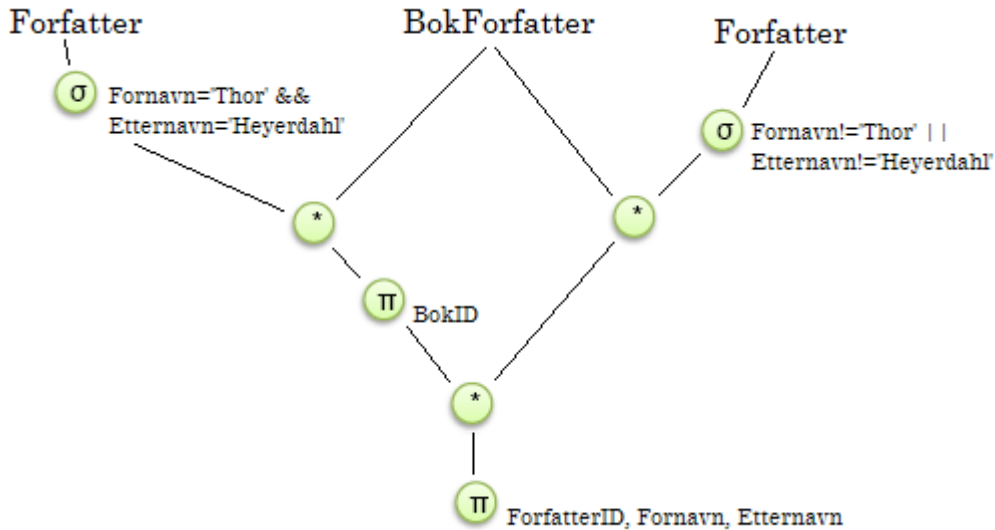 Forfatter
BokForfatter
Forfatter
σ
Fornavn='Thor' &&
Etternavn='Heyerdahl'
σ
Fornavn!='Thor' ||
Etternavn!='Heyerdahl'
*
*
π
BokID
*
π
ForfatterID, Fornavn, Etternavn